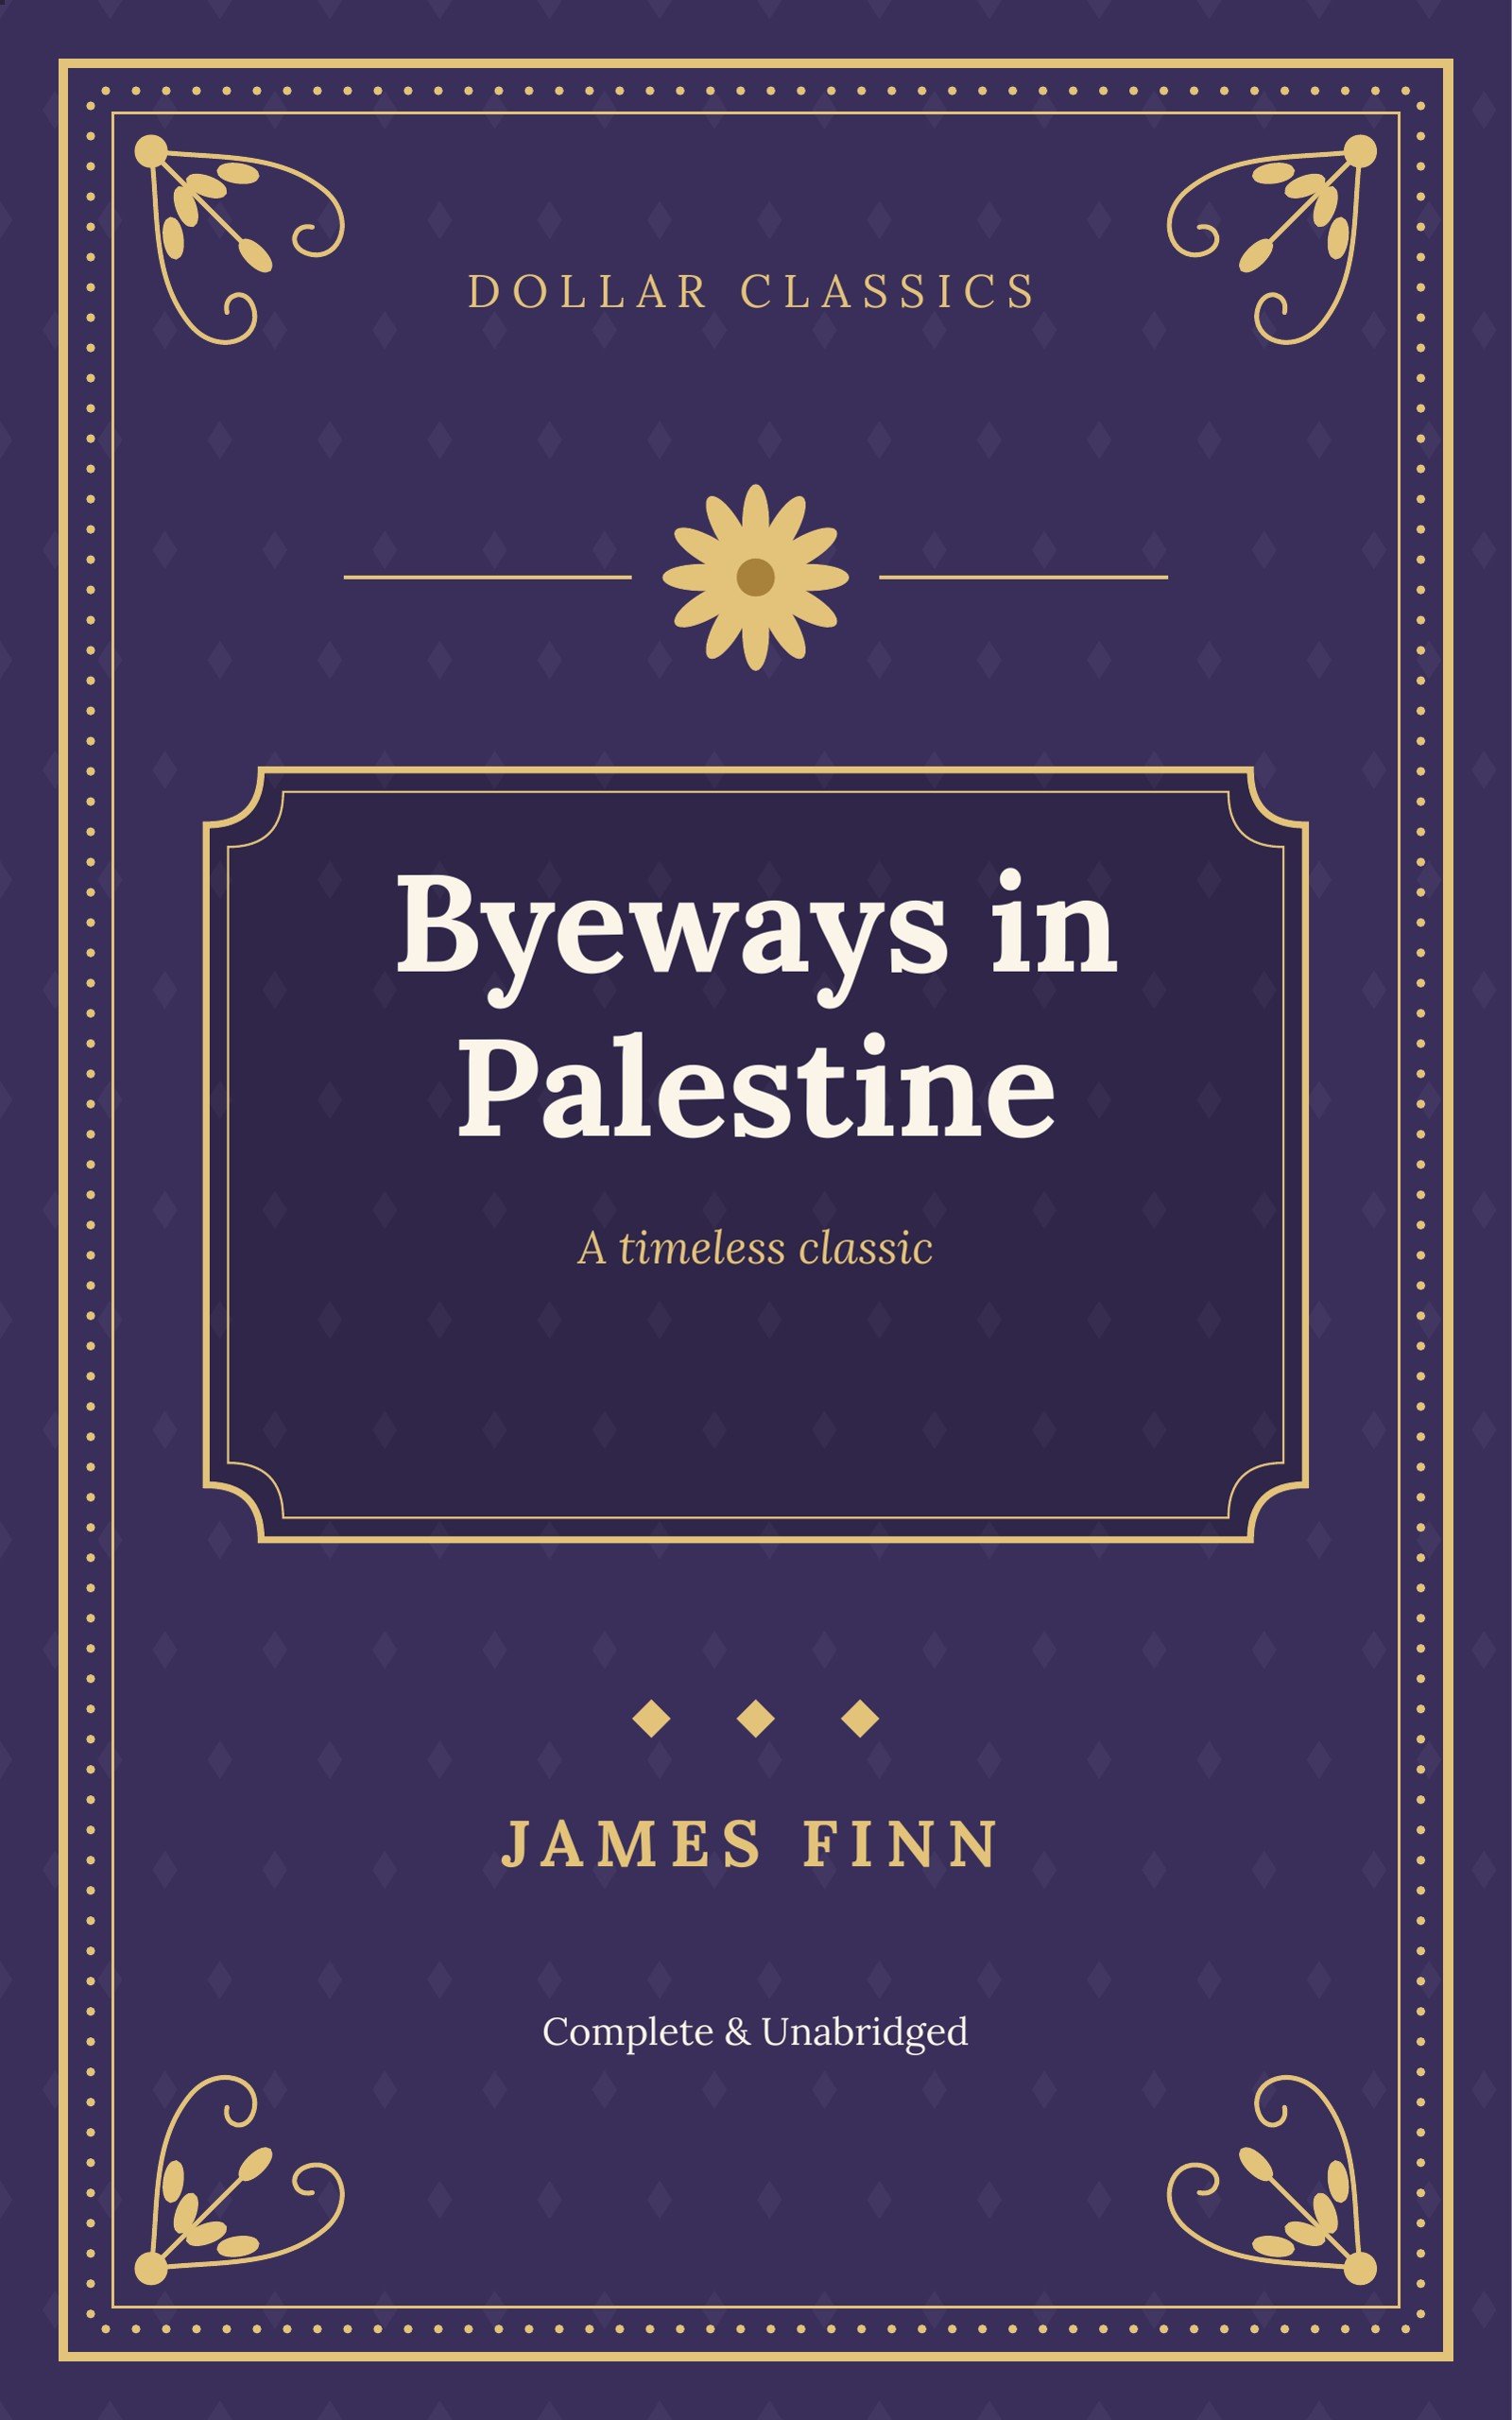 DOLLAR CLASSICS
Byeways in
Palestine
A timeless classic
JAMES FINN
Complete & Unabridged